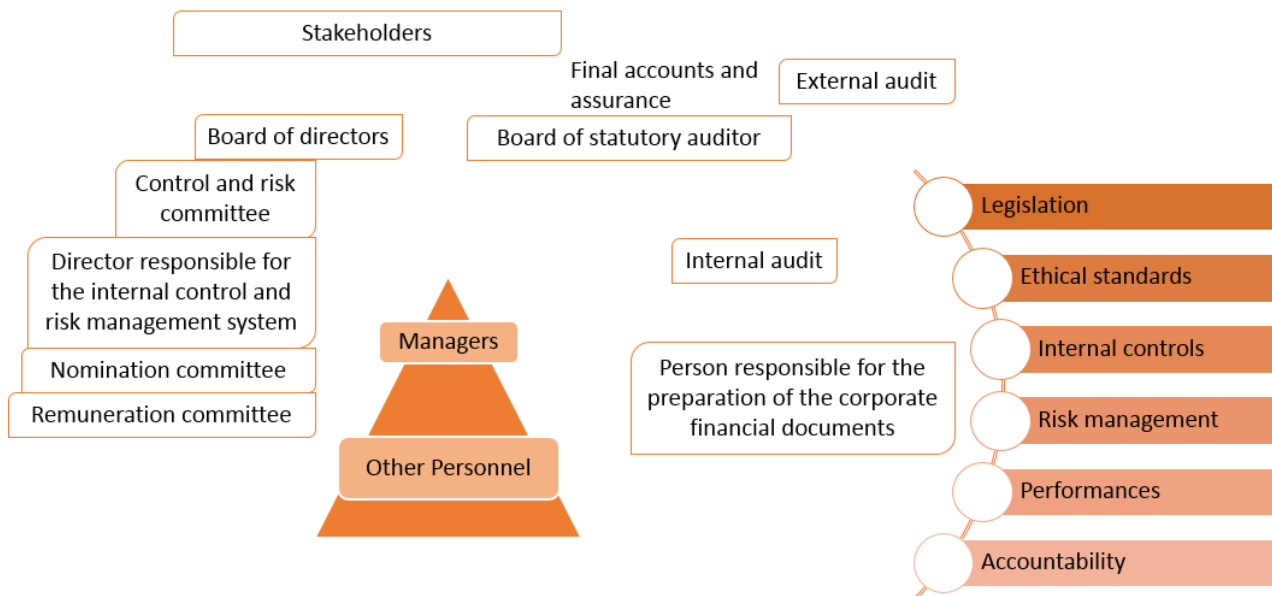 Stakeholders
Final accounts and
assurance
External audit
Board of directors
Board of statutory auditor
Control and risk
committee
Director responsible for
the internal control and
risk management system
Nomination committee
Remuneration committee
Managers
Other Personnel
Internal audit
Person responsible for the
preparation of the corporate
financial documents
Legislation
Ethical standards
Internal controls
Risk management
Performances
Accountability